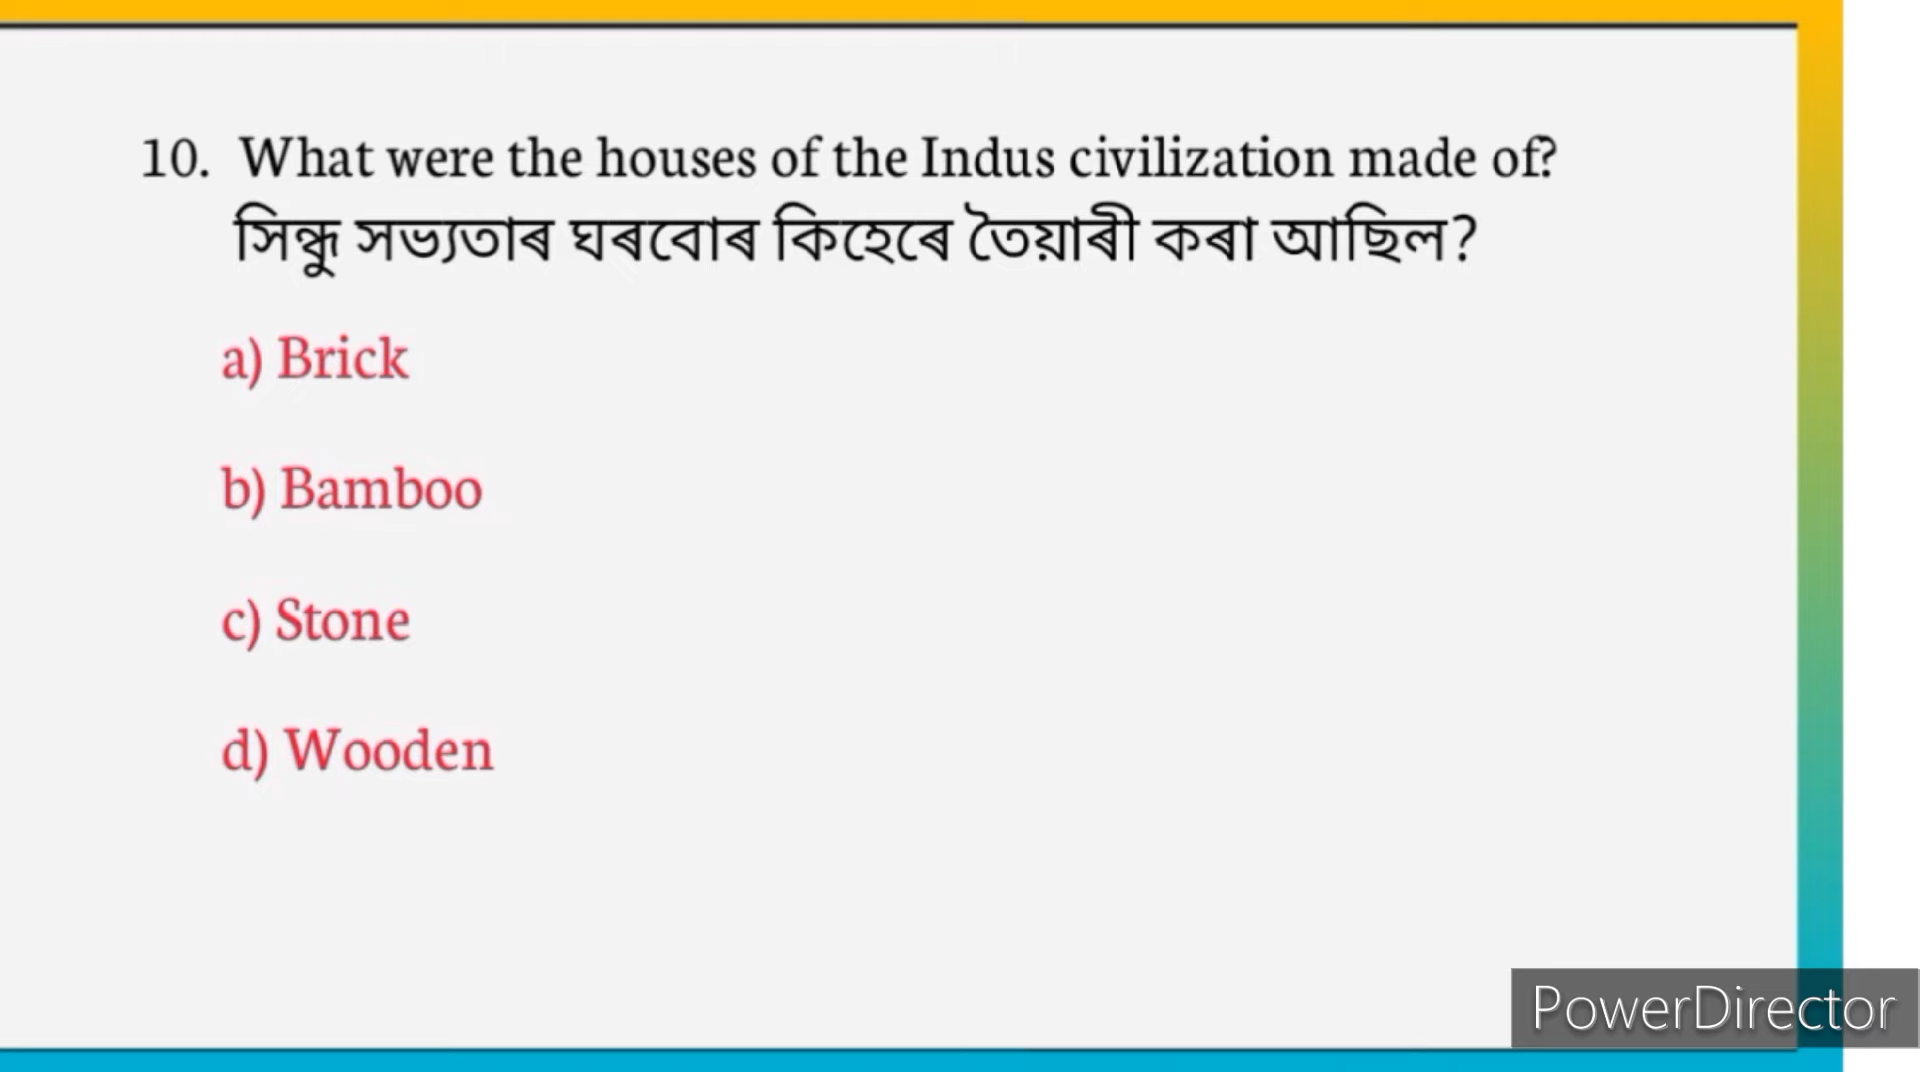 10. What were the houses of the Indus civilization made of?
সিন্ধু সভ্যতাৰ ঘৰবোৰ কিহেৰে তৈয়াৰী কৰা আছিল?
a) Brick
b) Bamboo
c) Stone
d) Wooden
PowerDirector